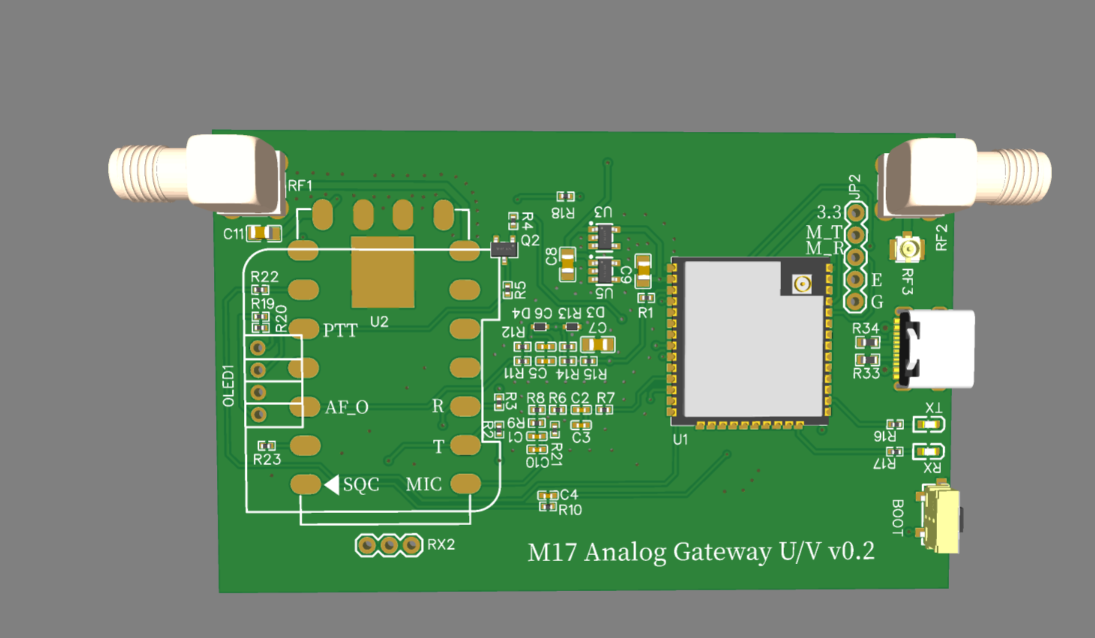 RF1
JP2
3.3
M_T
M_R
E
G
RF2
RF3
C11
R18
U3
R4
Q2
C8
C9
U5
R5
R1
R22
R19
R20
U2
PTT
C6 D4
D3 R13
C7
R12
R11
C5
R14
R15
R34
R33
OLED1
AF_O
R
R3
R8 R6 C2 R7
R9
C1
C3
R2
R21
C10
T
U1
TX
R16
RX
R17
R23
SQC
MIC
C4
R10
BOOT
RX2
M17 Analog Gateway U/V v0.2